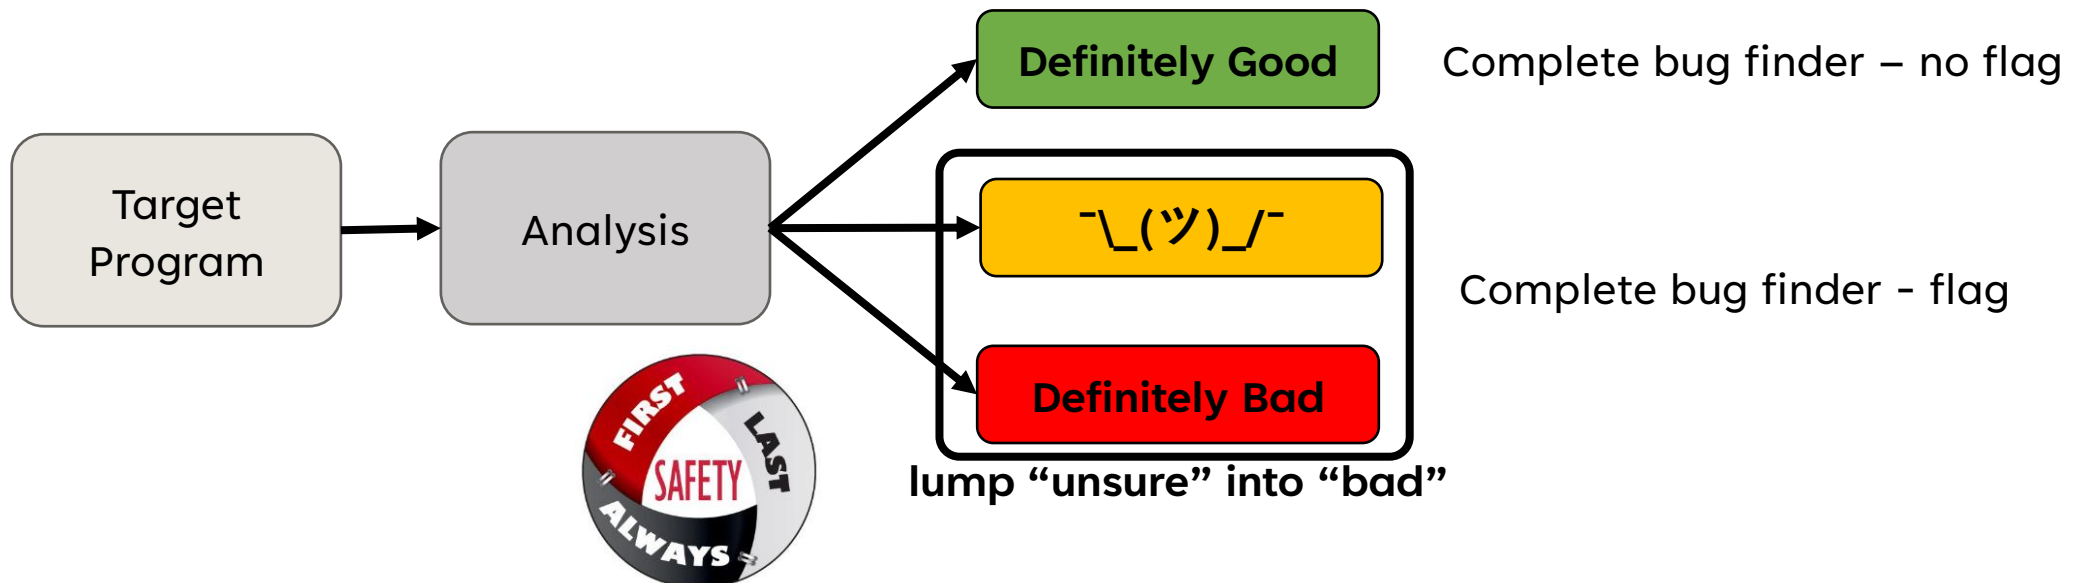 Definitely Good
Complete bug finder – no flag
Target
Program
Analysis
¯\_(ツ)_/¯
Complete bug finder - flag
Definitely Bad
lump “unsure” into “bad”
FIRST
LAST
SAFETY
ALWAYS